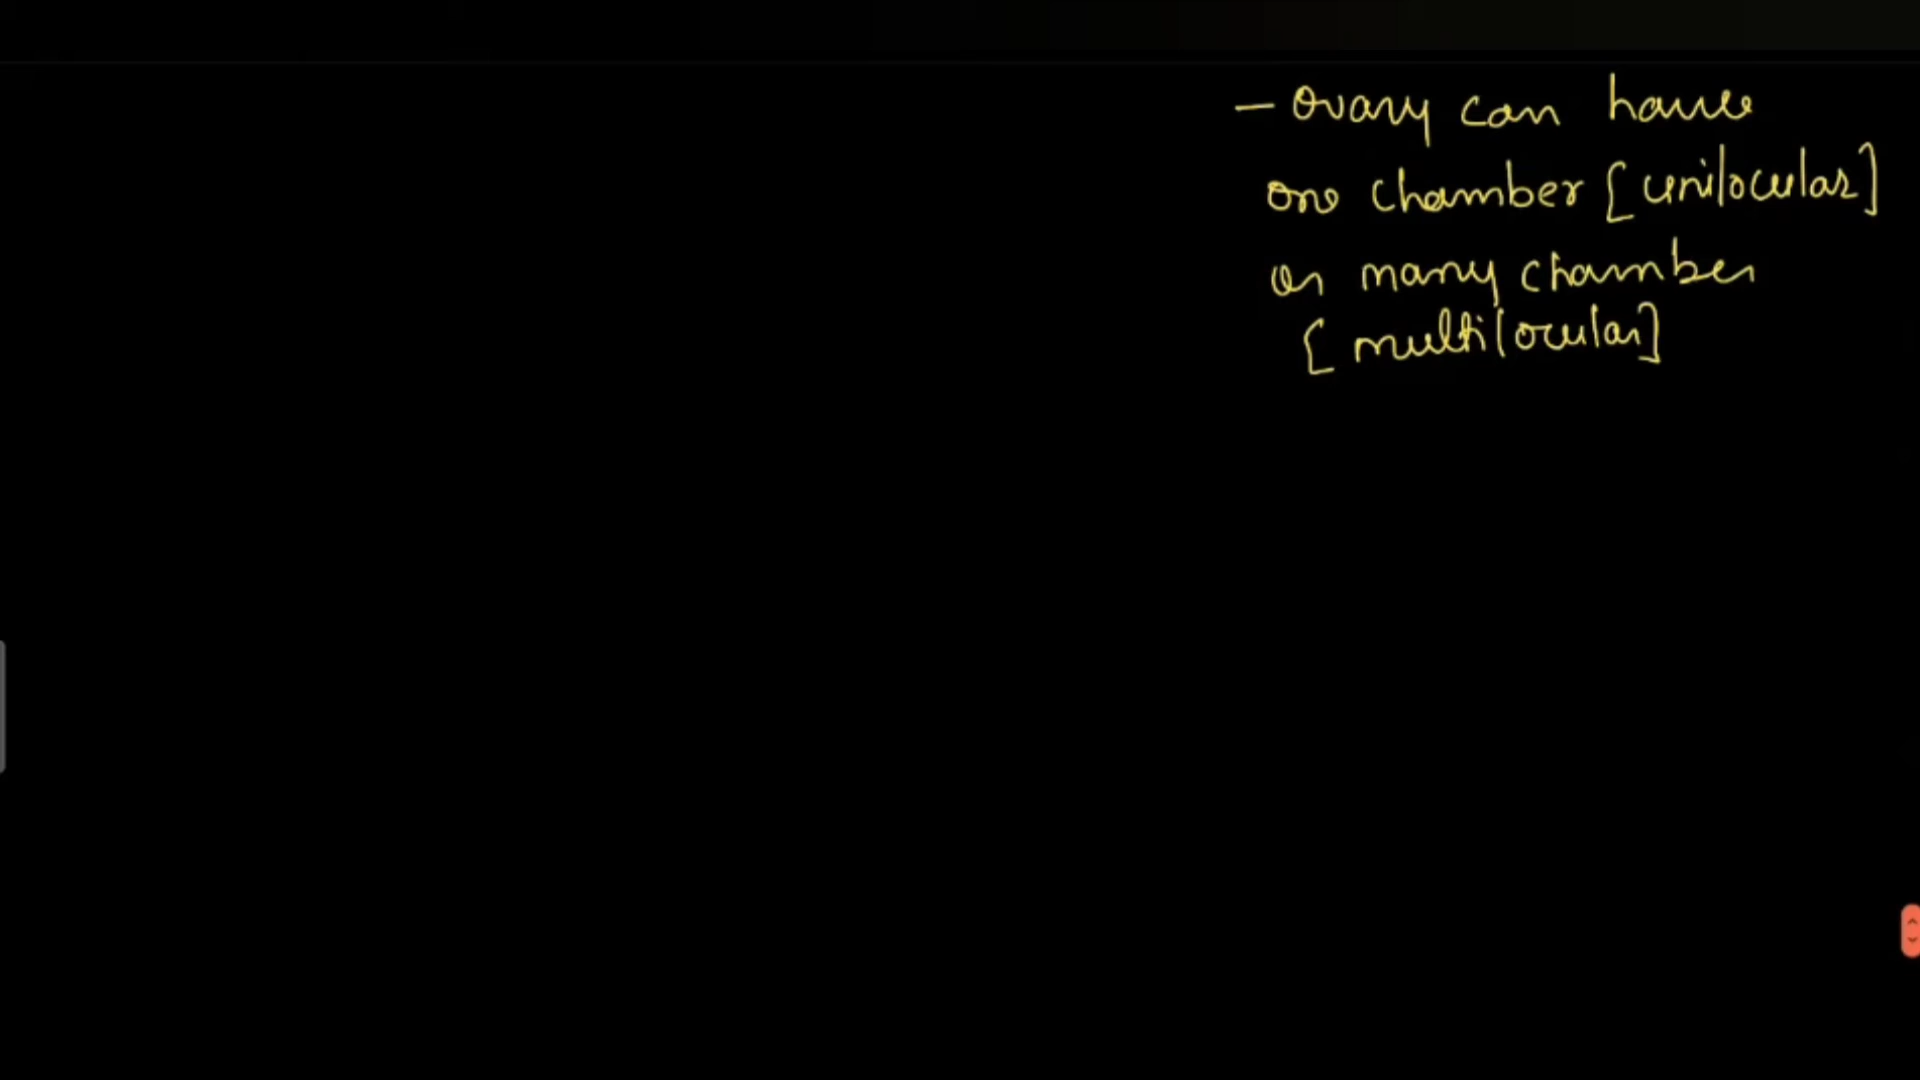 - Ovary can have
one chamber [unilocular]
or many chamber
[multilocular]